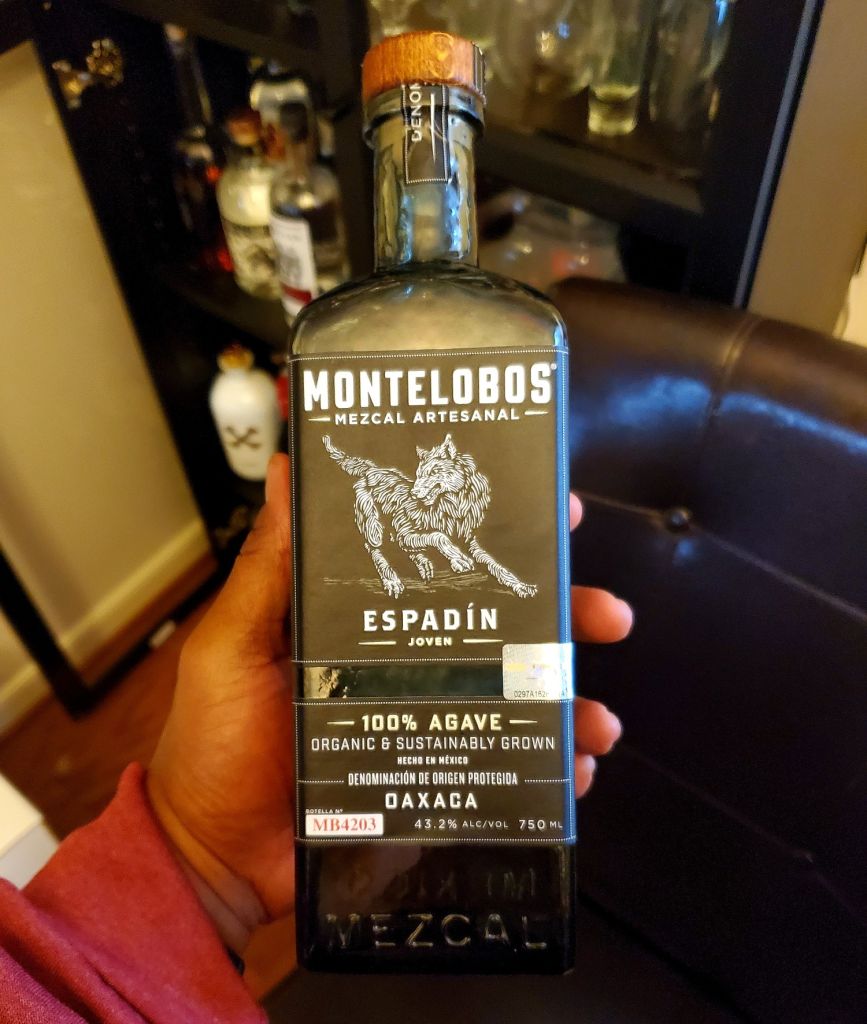 DENOM
MONTELOBOS®
MEZCAL ARTESANAL
ESPADÍN
JOVEN
100% AGAVE
ORGANIC & SUSTAINABLY GROWN
HECHO EN MÉXICO
DENOMINACIÓN DE ORIGEN PROTEGIDA
OAXACA
BOTELLA Nº
MB4203
43.2% ALC/VOL 750 ML
MEZCAL